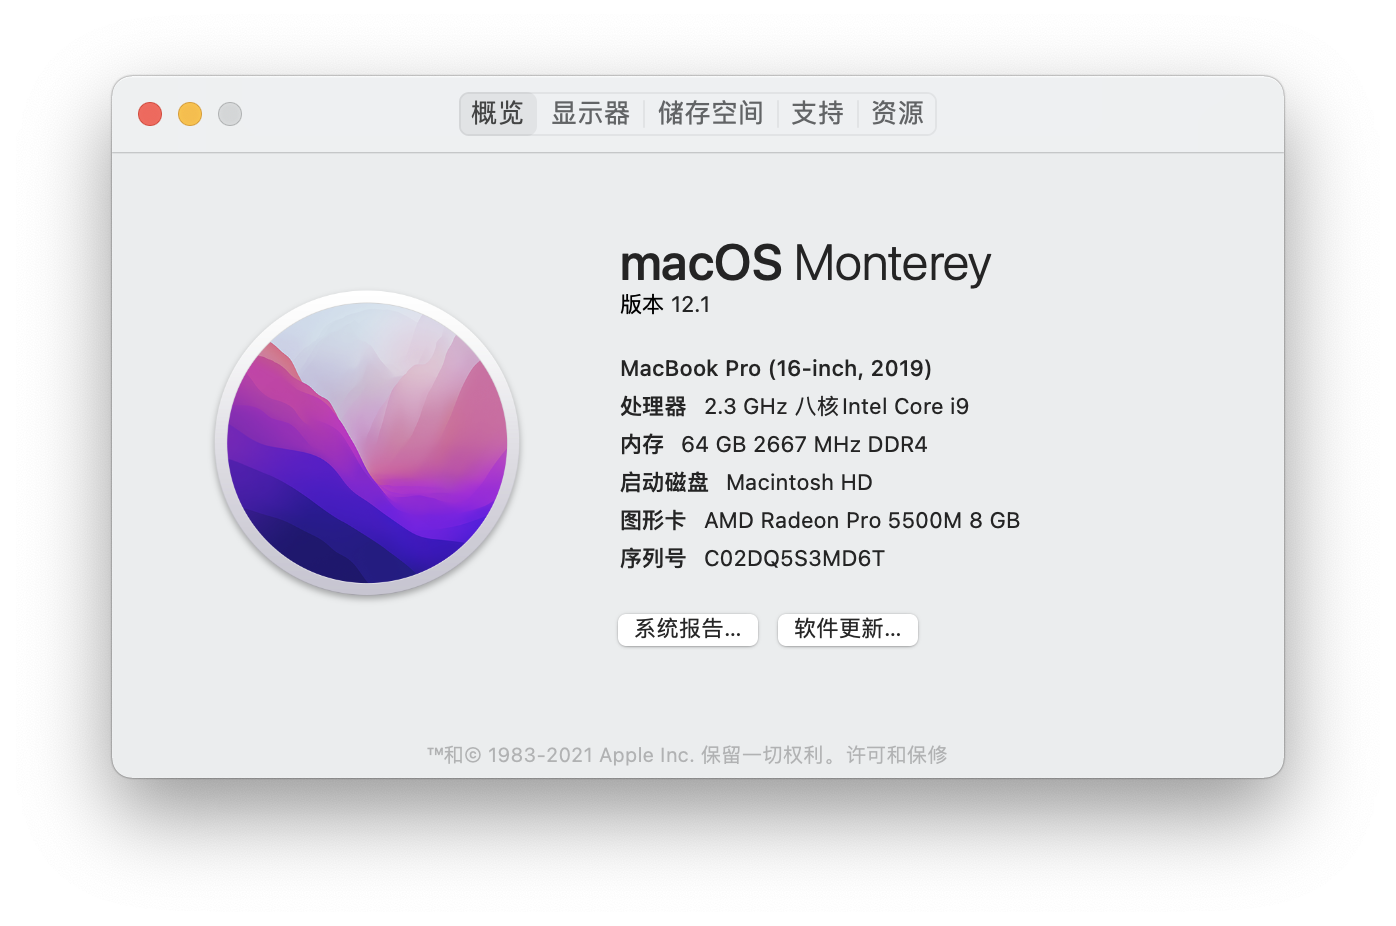 概览 显示器 储存空间 支持 资源
macOS Monterey
版本 12.1
MacBook Pro (16-inch, 2019)
处理器 2.3 GHz 八核Intel Core i9
内存 64 GB 2667 MHz DDR4
启动磁盘 Macintosh HD
图形卡 AMD Radeon Pro 5500M 8 GB
序列号 C02DQ5S3MD6T
系统报告... 软件更新...
™和© 1983-2021 Apple Inc. 保留一切权利。许可和保修